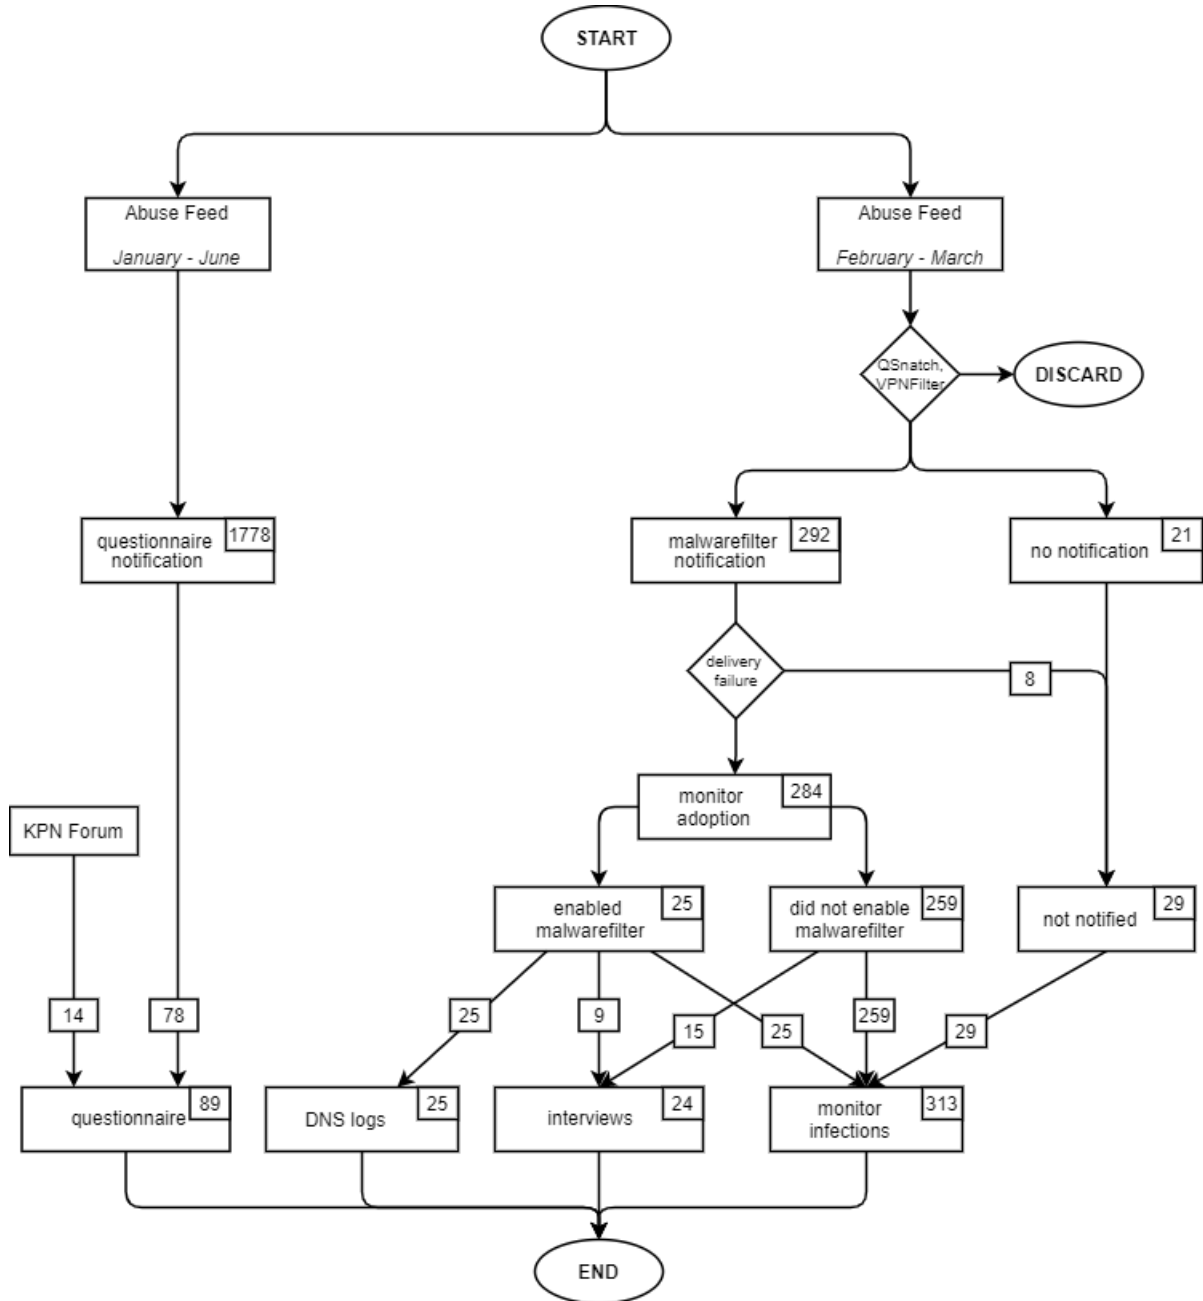 START
Abuse Feed
January - June
Abuse Feed
February - March
QSnatch,
VPNFilter
DISCARD
questionnaire
notification
1778
malwarefilter
notification
292
no notification
21
delivery
failure
8
monitor
adoption
284
KPN Forum
enabled
malwarefilter
25
did not enable
malwarefilter
259
not notified
29
14
78
25
9
15
25
259
29
questionnaire
89
DNS logs
25
interviews
24
monitor
infections
313
END